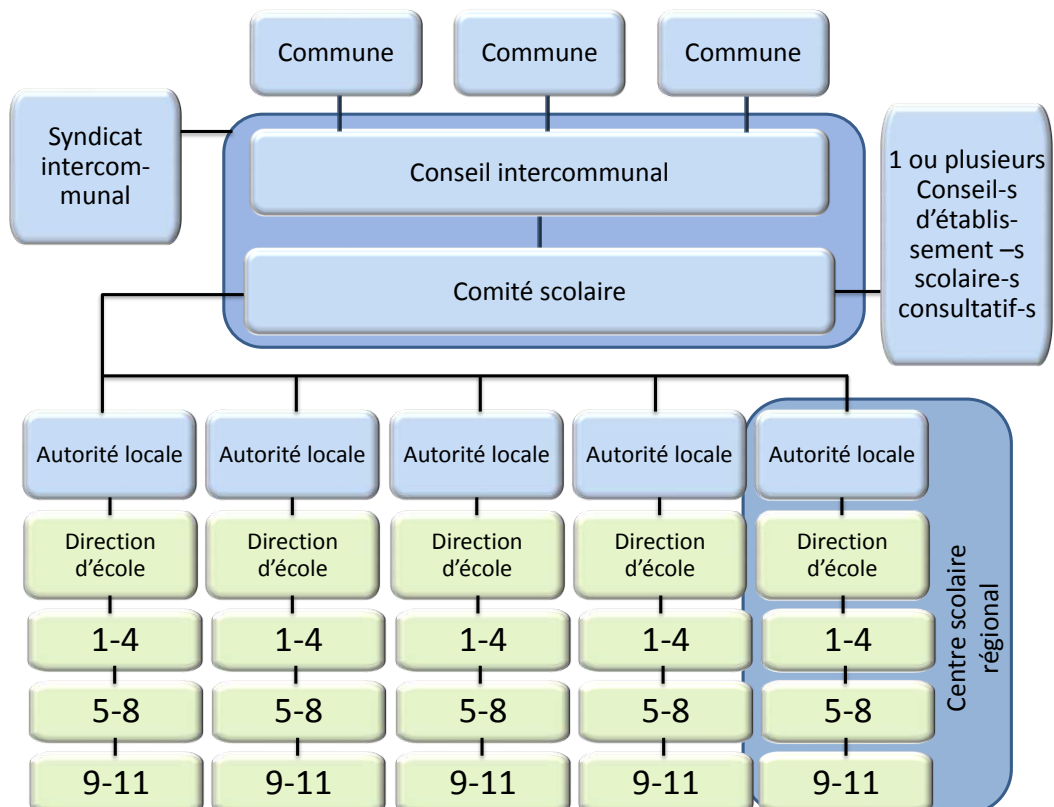 Commune
Commune
Commune
Syndicat
intercom-
munal
Conseil intercommunal
1 ou plusieurs
Conseil-s
d'établis-
sement –s
scolaire-s
consultatif-s
Comité scolaire
Autorité locale
Autorité locale
Autorité locale
Autorité locale
Autorité locale
Direction
d'école
Direction
d'école
Direction
d'école
Direction
d'école
Direction
d'école
1-4
1-4
1-4
1-4
1-4
5-8
5-8
5-8
5-8
5-8
9-11
9-11
9-11
9-11
9-11
Centre scolaire
régional